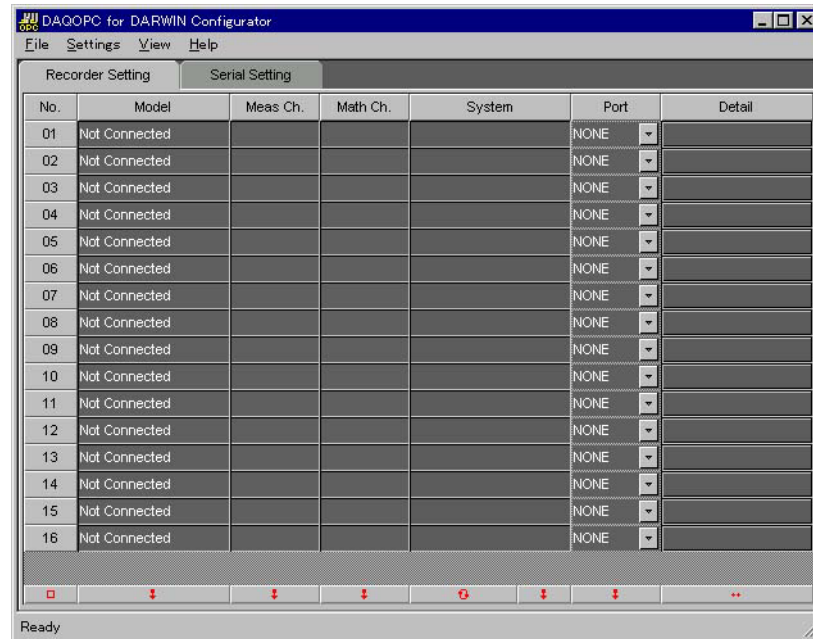 DAQOPC for DARWIN Configurator
File Settings View Help
Recorder Setting Serial Setting
No. Model Meas Ch. Math Ch. System Port Detail
01 Not Connected NONE
02 Not Connected NONE
03 Not Connected NONE
04 Not Connected NONE
05 Not Connected NONE
06 Not Connected NONE
07 Not Connected NONE
08 Not Connected NONE
09 Not Connected NONE
10 Not Connected NONE
11 Not Connected NONE
12 Not Connected NONE
13 Not Connected NONE
14 Not Connected NONE
15 Not Connected NONE
16 Not Connected NONE
Ready